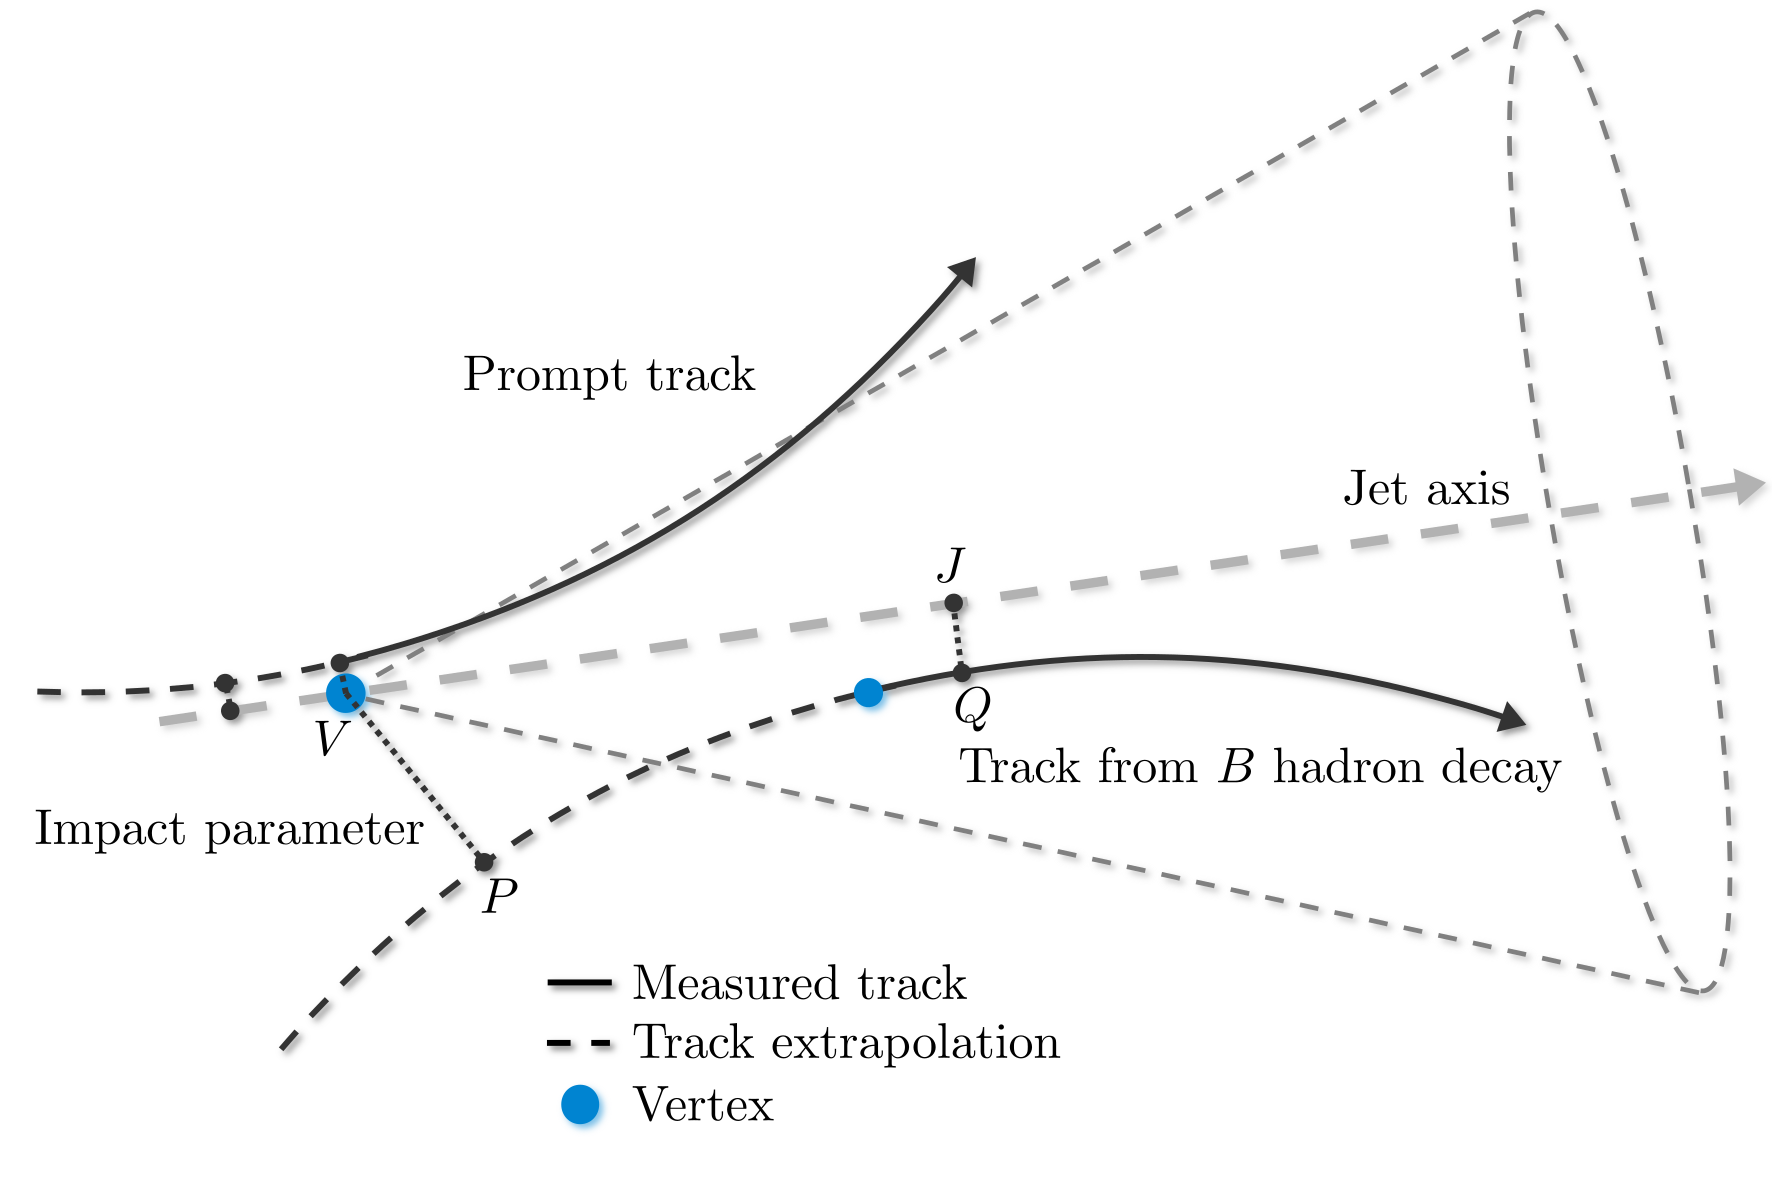 Prompt track
Jet axis
J
V
Q
Track from B hadron decay
Impact parameter
P
Measured track
Track extrapolation
Vertex